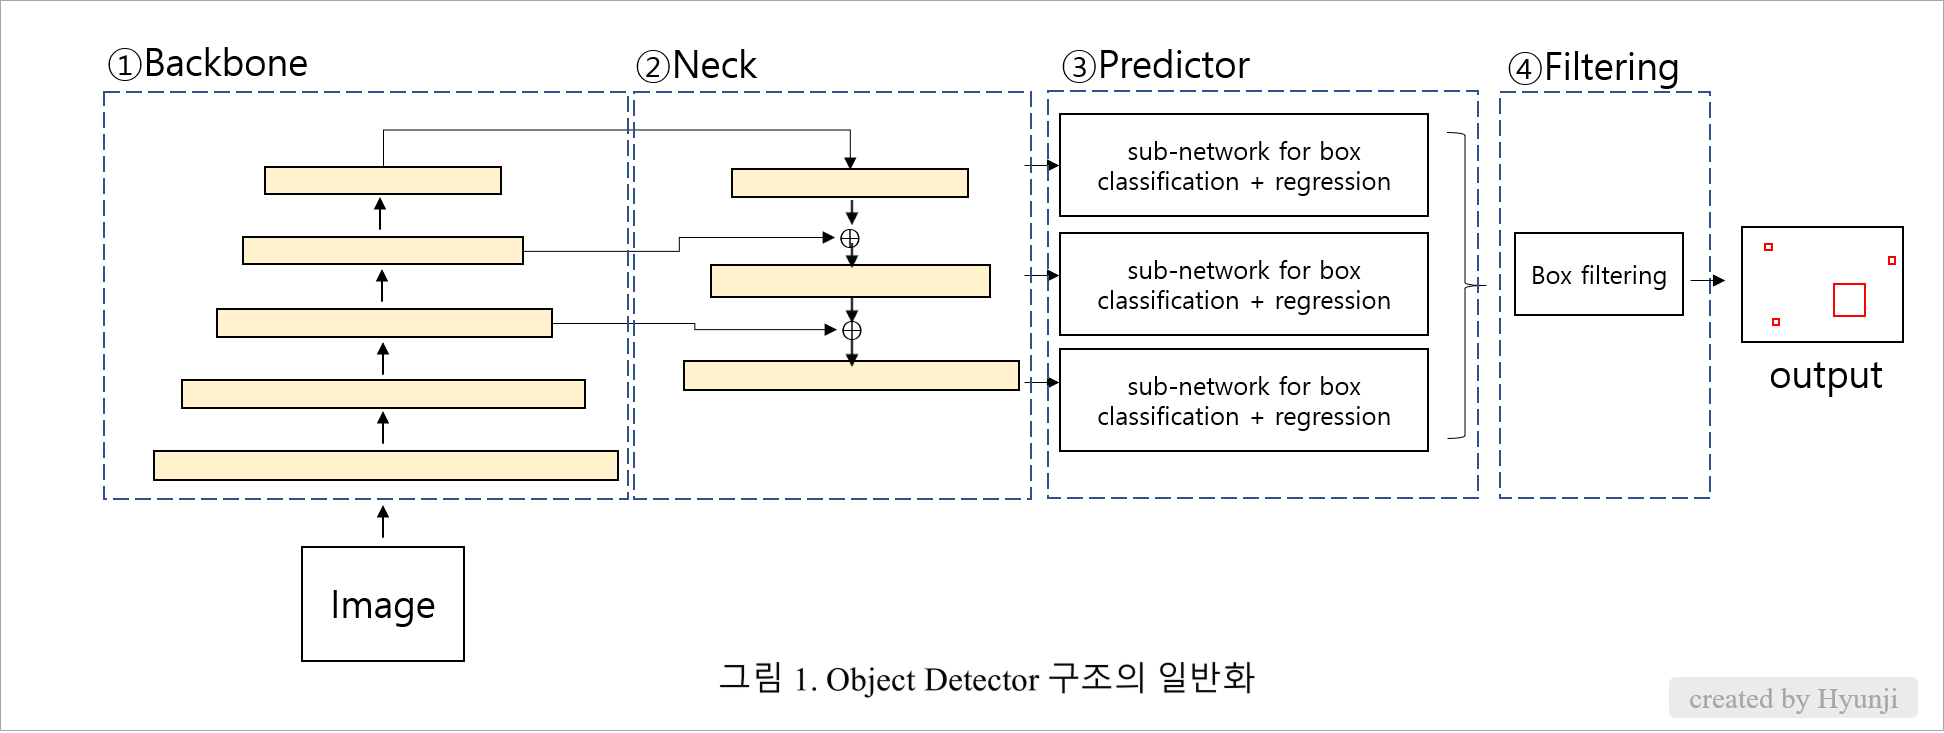 ①Backbone
②Neck
③Predictor
④Filtering
sub-network for box
classification + regression
sub-network for box
classification + regression
sub-network for box
classification + regression
Box filtering
output
Image
그림 1. Object Detector 구조의 일반화
created by Hyunji